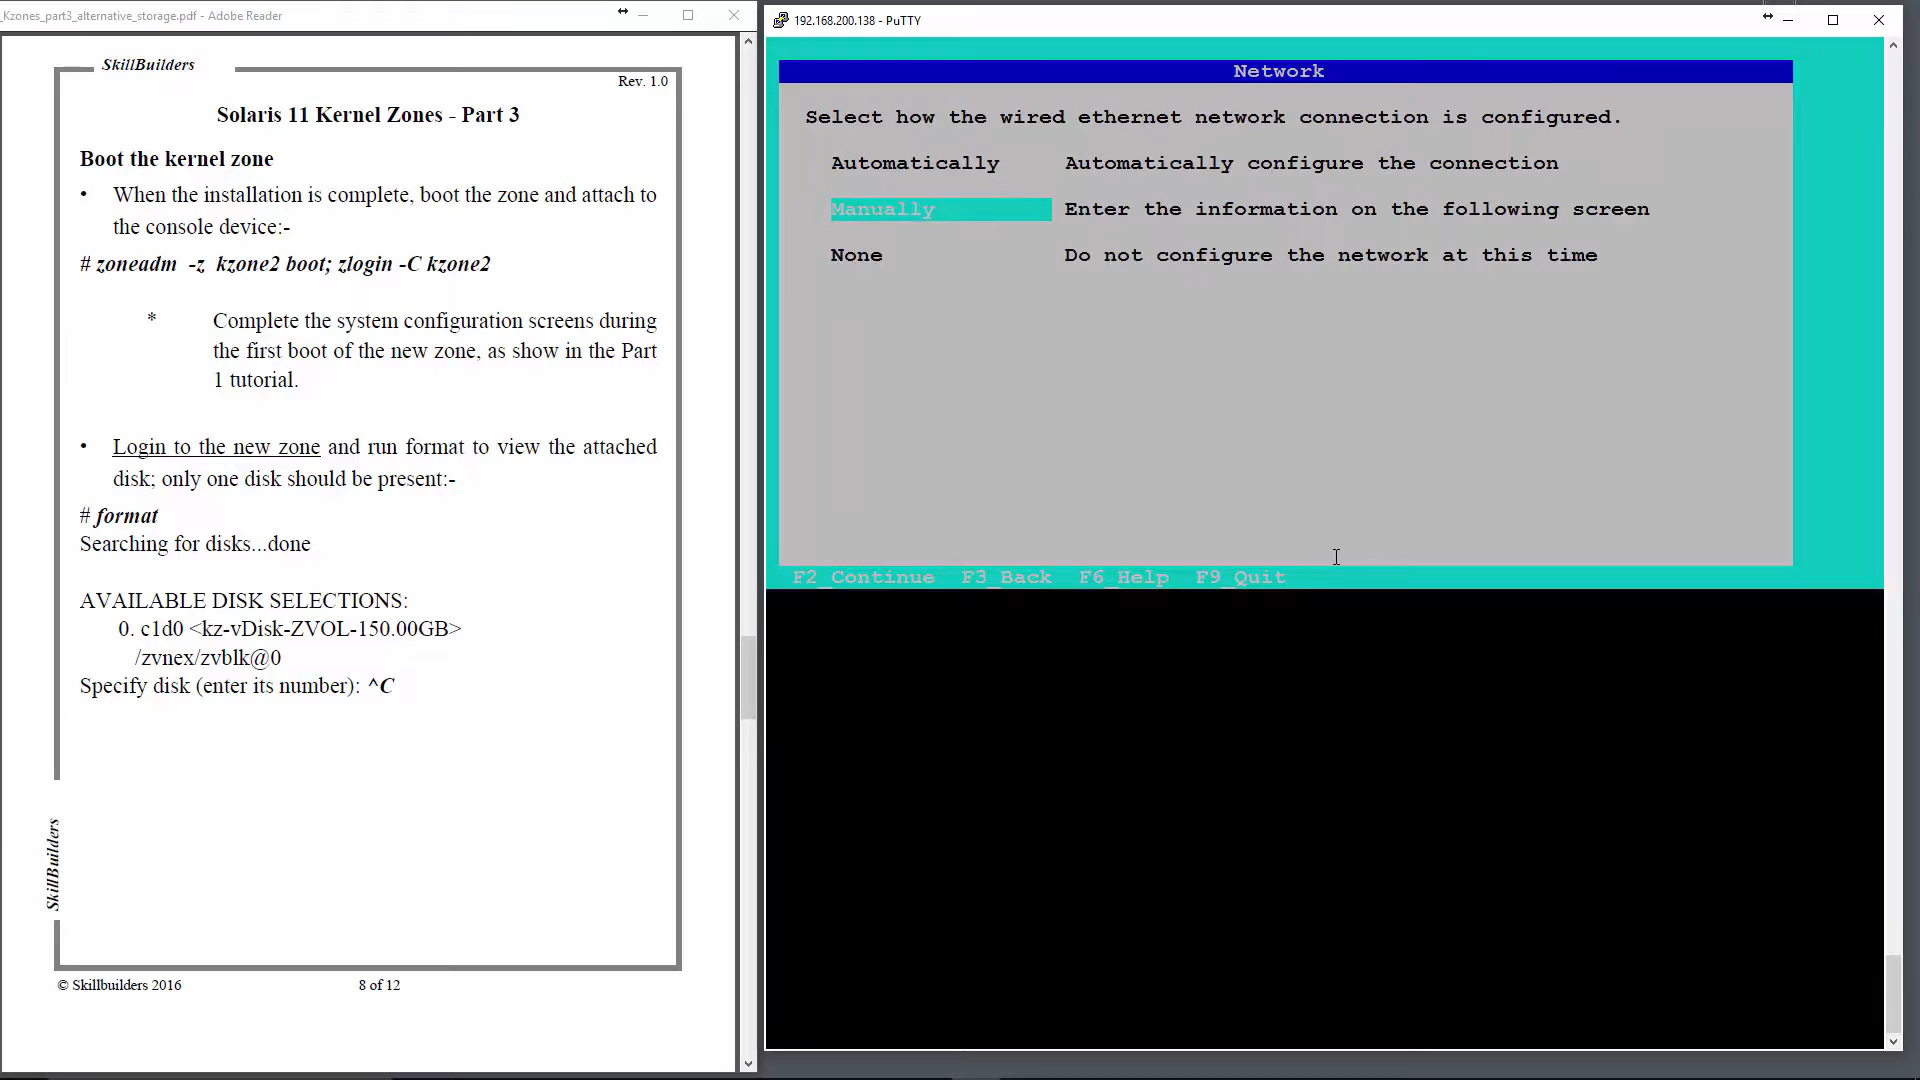 _Kzones_part3_alternative_storage.pdf - Adobe Reader
SkillBuilders
Rev. 1.0
Solaris 11 Kernel Zones - Part 3
Boot the kernel zone
• When the installation is complete, boot the zone and attach to
the console device:-
# zoneadm -z kzone2 boot; zlogin -C kzone2
* Complete the system configuration screens during
the first boot of the new zone, as show in the Part
1 tutorial.
• Login to the new zone and run format to view the attached
disk; only one disk should be present:-
# format
Searching for disks...done
AVAILABLE DISK SELECTIONS:
0. c1d0 <kz-vDisk-ZVOL-150.00GB>
/zvnex/zvblk@0
Specify disk (enter its number): ^C
SkillBuilders
© Skillbuilders 2016 8 of 12
192.168.200.138 - PuTTY
Network
Select how the wired ethernet network connection is configured.
Automatically Automatically configure the connection
Manually Enter the information on the following screen
None Do not configure the network at this time
F2_Continue F3_Back F6_Help F9_Quit